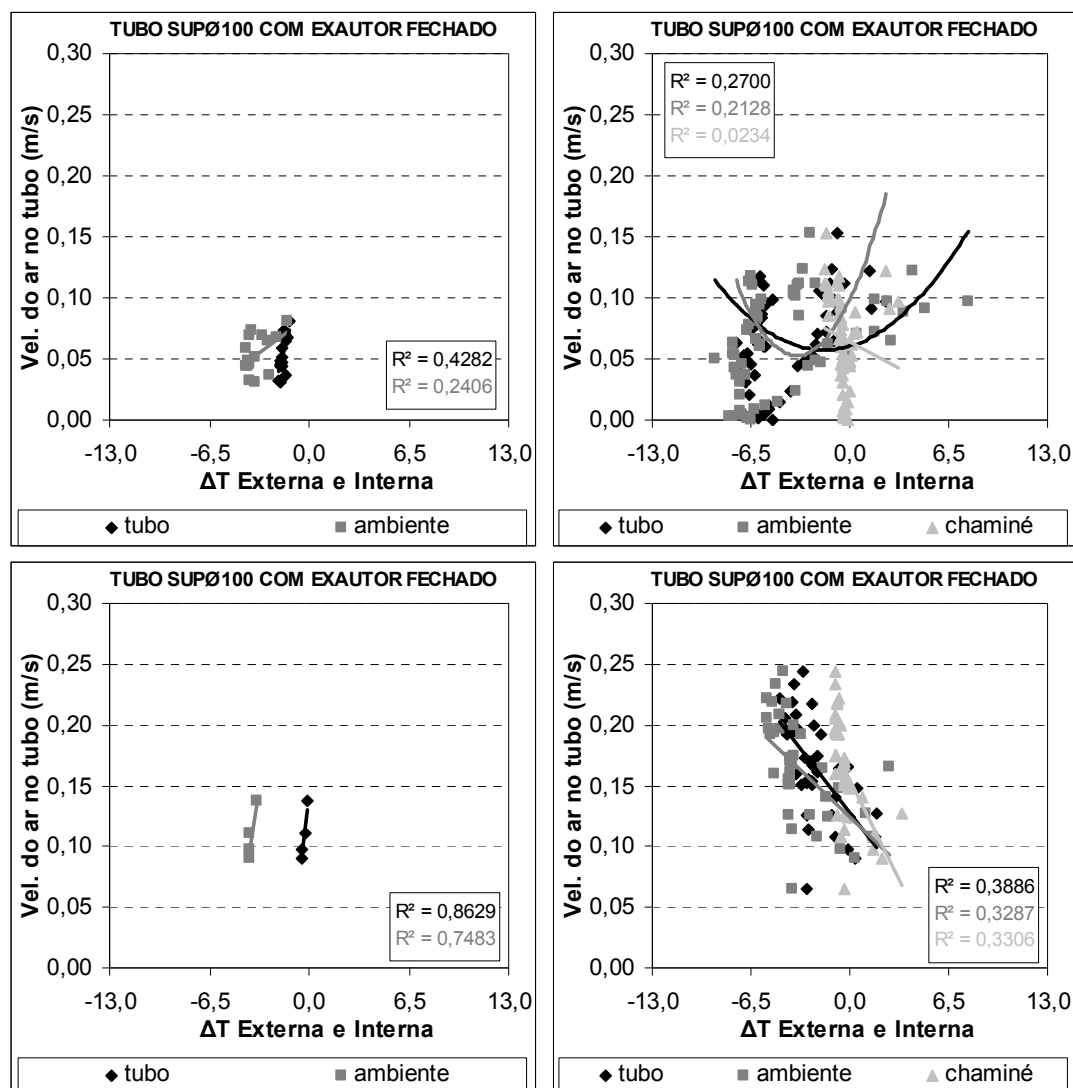 TUBO SUPØ100 COM EXAUTOR FECHADO
Vel. do ar no tubo (m/s)
0,30
0,25
0,20
0,15
0,10
0,05
0,00
R² = 0,4282
R² = 0,2406
-13,0 -6,5 0,0 6,5 13,0
ΔT Externa e Interna
tubo ambiente
TUBO SUPØ100 COM EXAUTOR FECHADO
Vel. do ar no tubo (m/s)
0,30
0,25
0,20
0,15
0,10
0,05
0,00
R² = 0,2700
R² = 0,2128
R² = 0,0234
-13,0 -6,5 0,0 6,5 13,0
ΔT Externa e Interna
tubo ambiente chaminé
TUBO SUPØ100 COM EXAUTOR FECHADO
Vel. do ar no tubo (m/s)
0,30
0,25
0,20
0,15
0,10
0,05
0,00
R² = 0,8629
R² = 0,7483
-13,0 -6,5 0,0 6,5 13,0
ΔT Externa e Interna
tubo ambiente
TUBO SUPØ100 COM EXAUTOR FECHADO
Vel. do ar no tubo (m/s)
0,30
0,25
0,20
0,15
0,10
0,05
0,00
R² = 0,3886
R² = 0,3287
R² = 0,3306
-13,0 -6,5 0,0 6,5 13,0
ΔT Externa e Interna
tubo ambiente chaminé